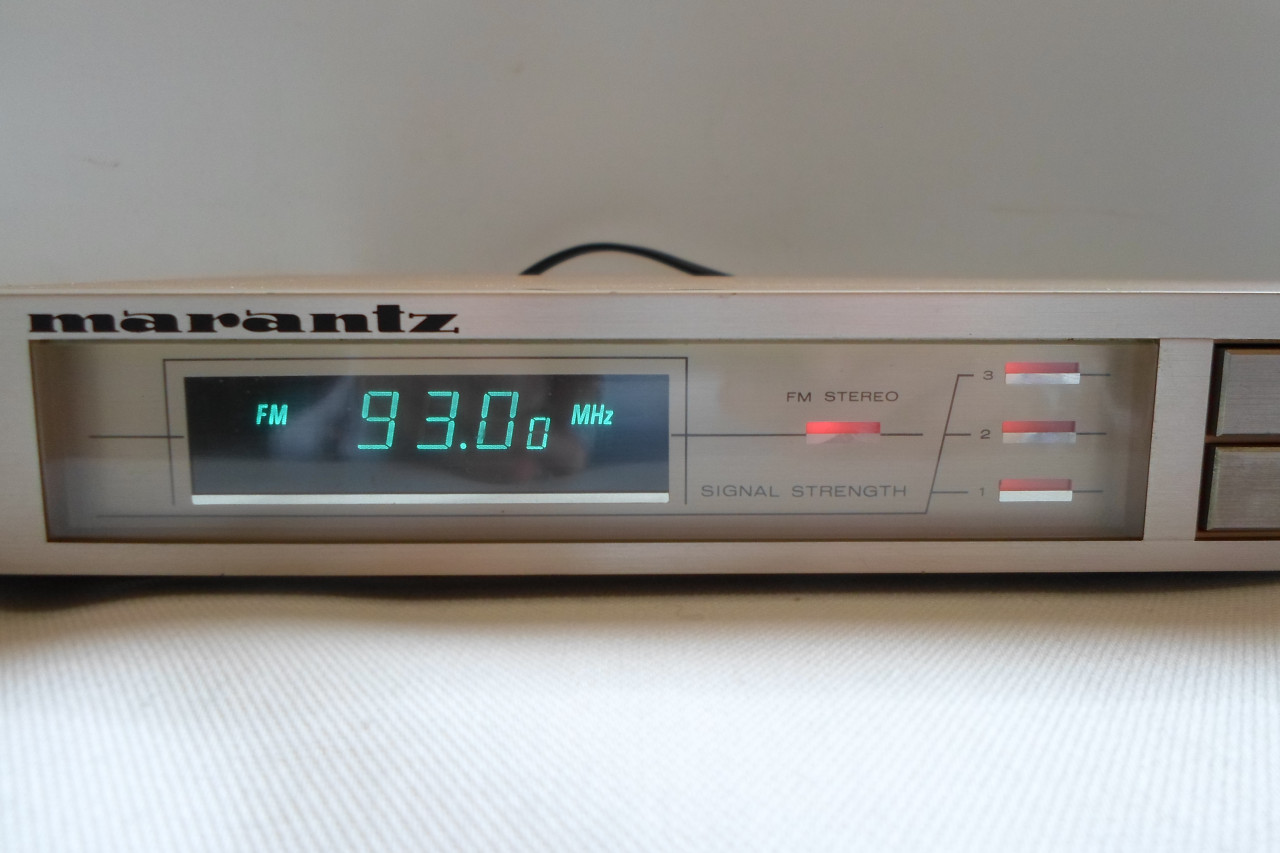 marantz
FM 93.00 MHz
FM STEREO
SIGNAL STRENGTH
3
2
1